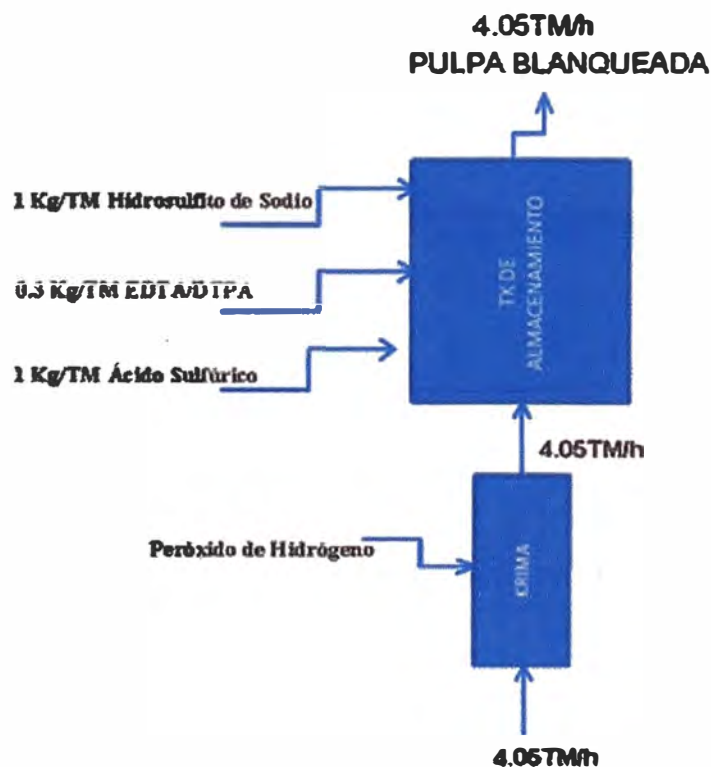 4.05TM/h
PULPA BLANQUEADA
1 Kg/TM Hidrosulfito de Sodio
0.3 Kg/TM EDTA/DTPA
1 Kg/TM Ácido Sulfúrico
TK DE
ALMACENAMIENTO
4.05TM/h
Peróxido de Hidrógeno
KRIMA
4.05TM/h